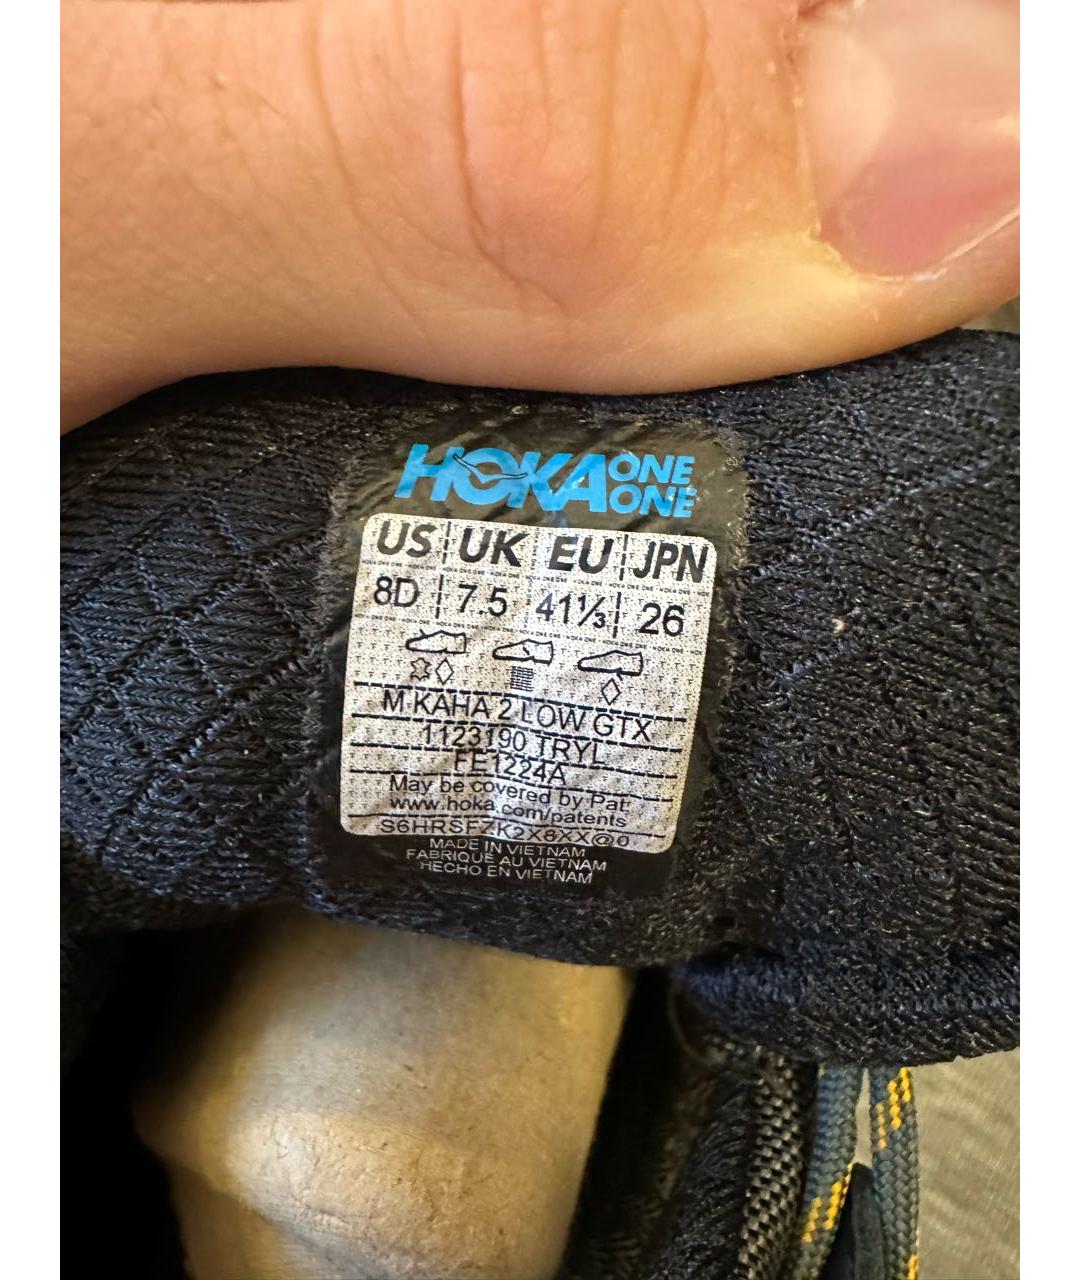 HOKA ONE ONE
US UK EU JPN
8D 7.5 41⅓ 26
M KAHA 2 LOW GTX
1123190 TRYL
FE1224A
May be covered by Pat.
www.hoka.com/patents
S6HRSFZK2X8XX@0
MADE IN VIETNAM
FABRIQUÉ AU VIETNAM
HECHO EN VIETNAM